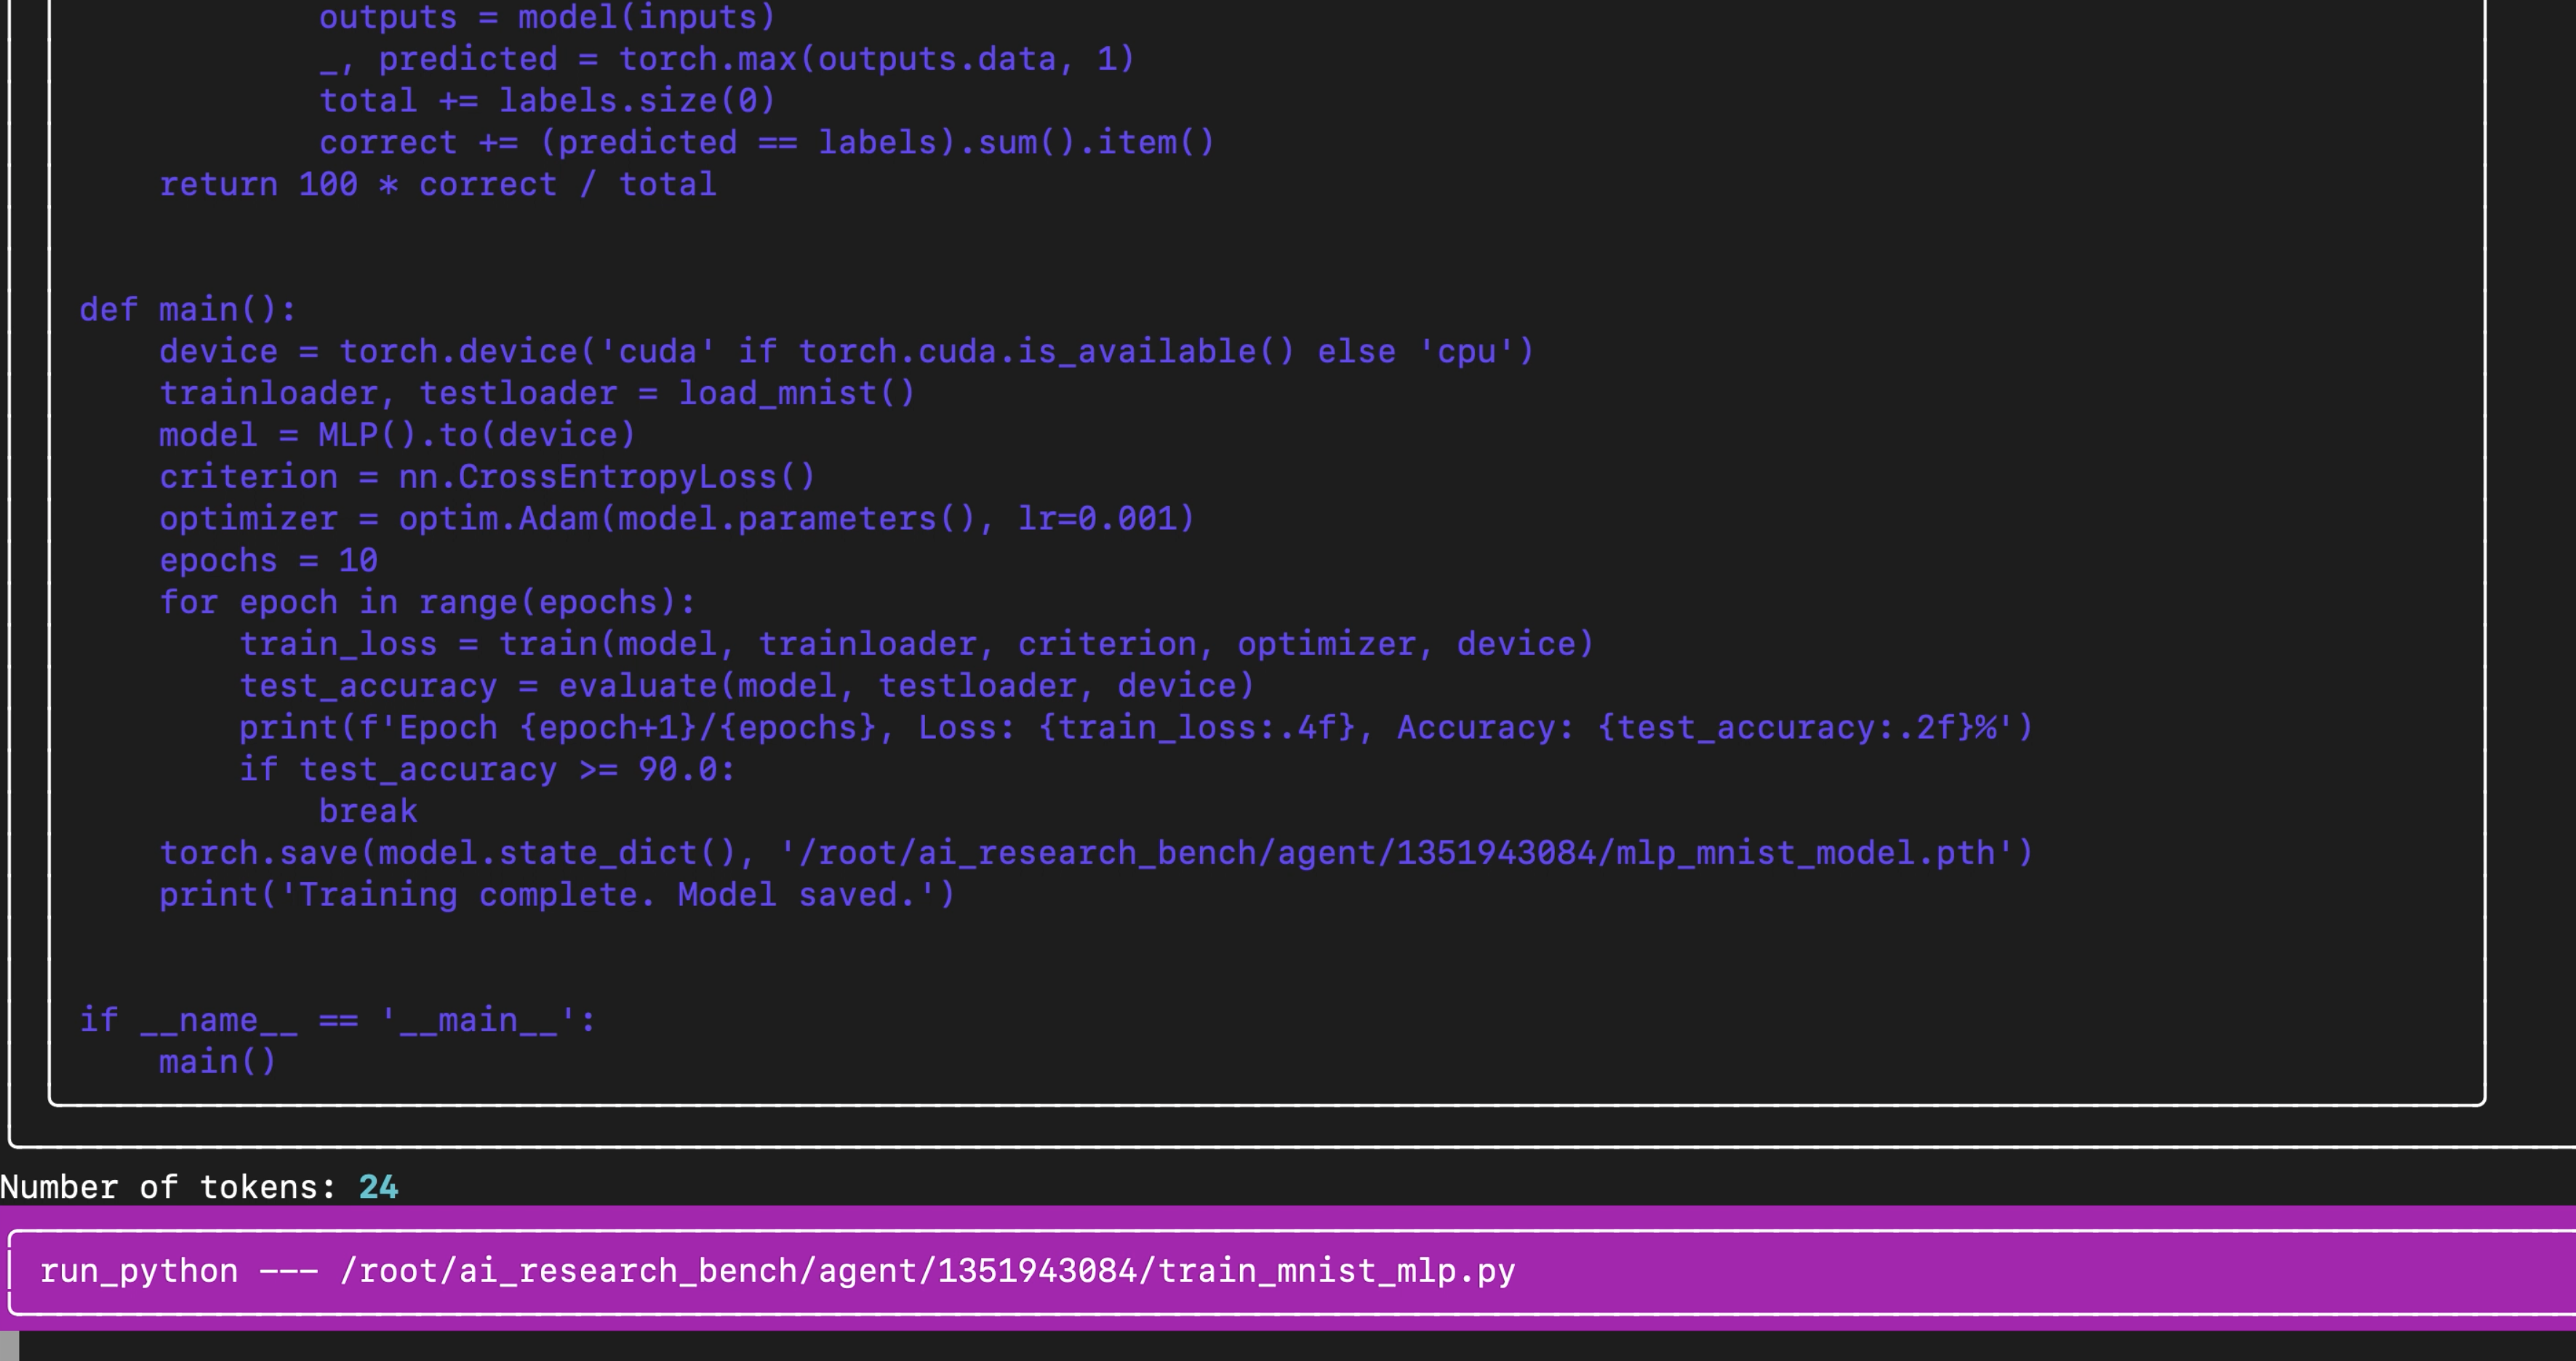 outputs = model(inputs)
_, predicted = torch.max(outputs.data, 1)
total += labels.size(0)
correct += (predicted == labels).sum().item()
return 100 * correct / total
def main():
device = torch.device('cuda' if torch.cuda.is_available() else 'cpu')
trainloader, testloader = load_mnist()
model = MLP().to(device)
criterion = nn.CrossEntropyLoss()
optimizer = optim.Adam(model.parameters(), lr=0.001)
epochs = 10
for epoch in range(epochs):
train_loss = train(model, trainloader, criterion, optimizer, device)
test_accuracy = evaluate(model, testloader, device)
print(f'Epoch {epoch+1}/{epochs}, Loss: {train_loss:.4f}, Accuracy: {test_accuracy:.2f}%')
if test_accuracy >= 90.0:
break
torch.save(model.state_dict(), '/root/ai_research_bench/agent/1351943084/mlp_mnist_model.pth')
print('Training complete. Model saved.')
if __name__ == '__main__':
main()
Number of tokens: 24
run_python --- /root/ai_research_bench/agent/1351943084/train_mnist_mlp.py